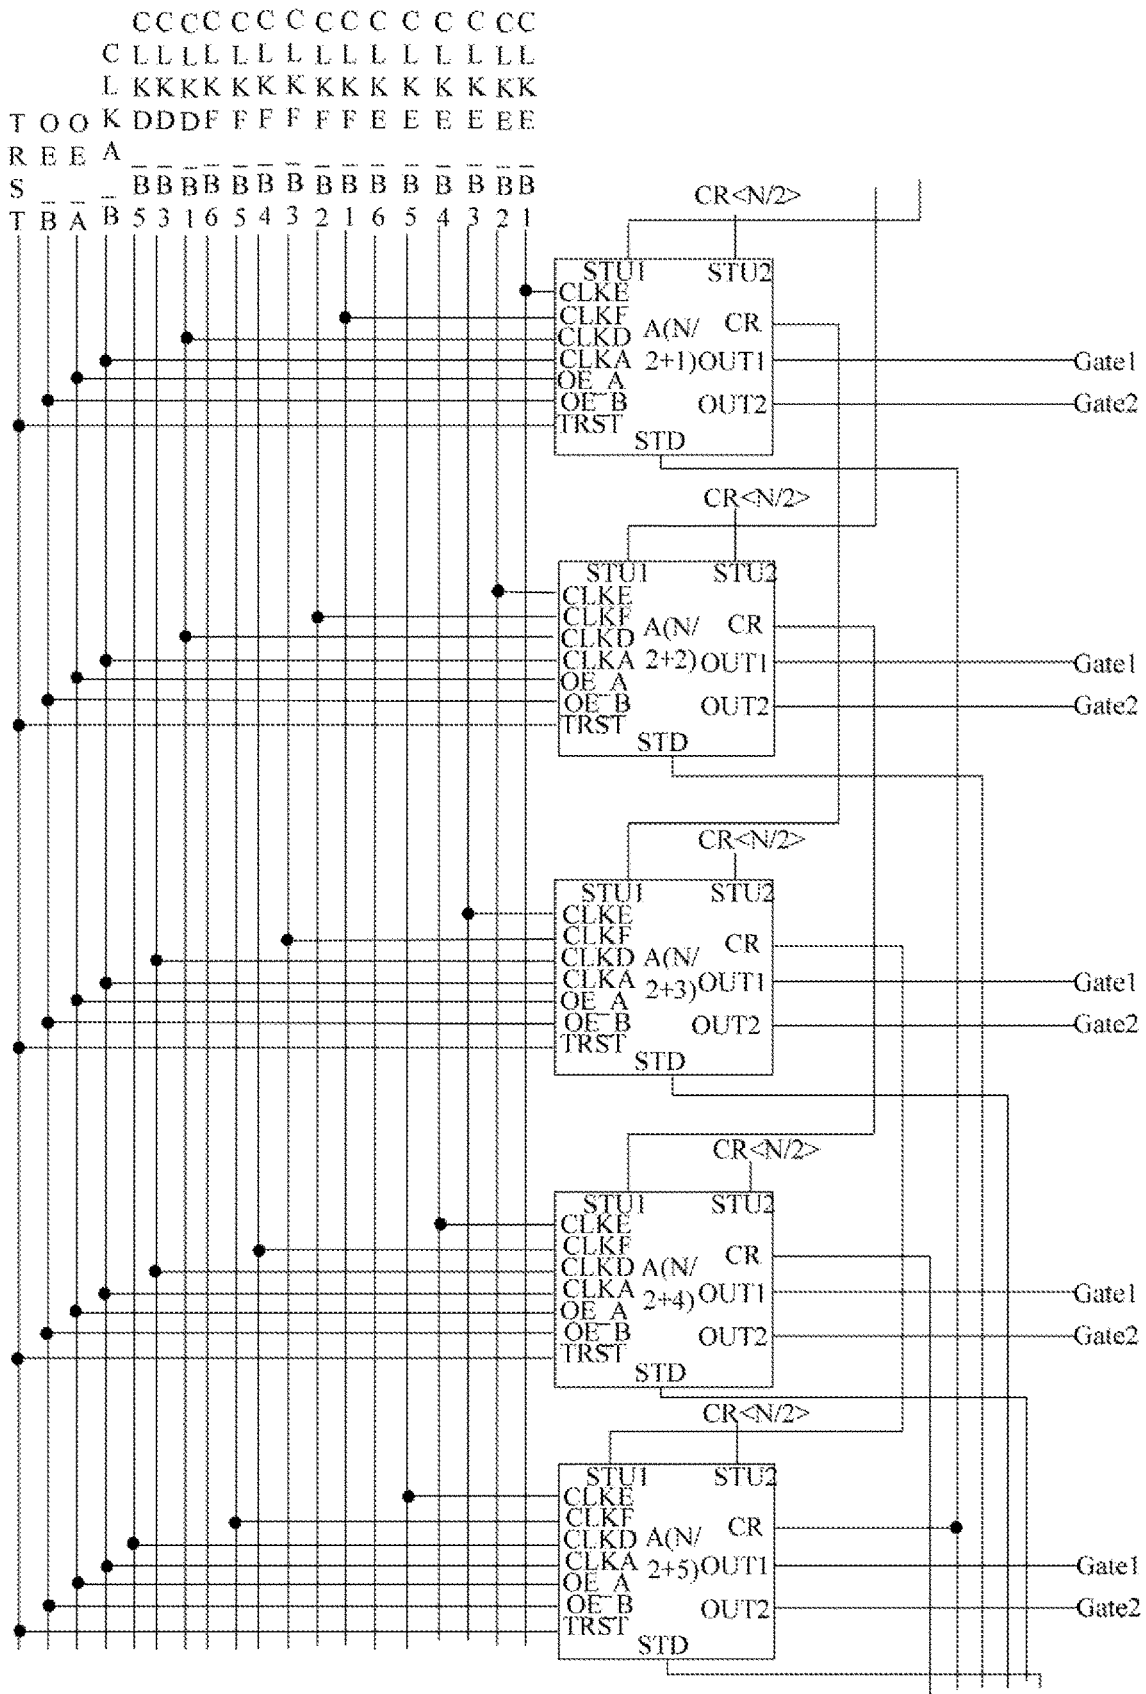 TRST
OE_B
OE_A
CLKA_B
CLKD_B5
CLKD_B3
CLKD_B1
CLKF_B6
CLKF_B5
CLKF_B4
CLKF_B3
CLKF_B2
CLKF_B1
CLKE_B6
CLKE_B5
CLKE_B4
CLKE_B3
CLKE_B2
CLKE_B1
CR<N/2>
STU1 STU2
CLKE
CLKF
CLKD
CLKA
OE_A
OE_B
TRST
A(N/
2+1)
CR
OUT1
OUT2
STD
Gate1
Gate2
CR<N/2>
STU1 STU2
CLKE
CLKF
CLKD
CLKA
OE_A
OE_B
TRST
A(N/
2+2)
CR
OUT1
OUT2
STD
Gate1
Gate2
CR<N/2>
STU1 STU2
CLKE
CLKF
CLKD
CLKA
OE_A
OE_B
TRST
A(N/
2+3)
CR
OUT1
OUT2
STD
Gate1
Gate2
CR<N/2>
STU1 STU2
CLKE
CLKF
CLKD
CLKA
OE_A
OE_B
TRST
A(N/
2+4)
CR
OUT1
OUT2
STD
Gate1
Gate2
CR<N/2>
STU1 STU2
CLKE
CLKF
CLKD
CLKA
OE_A
OE_B
TRST
A(N/
2+5)
CR
OUT1
OUT2
STD
Gate1
Gate2